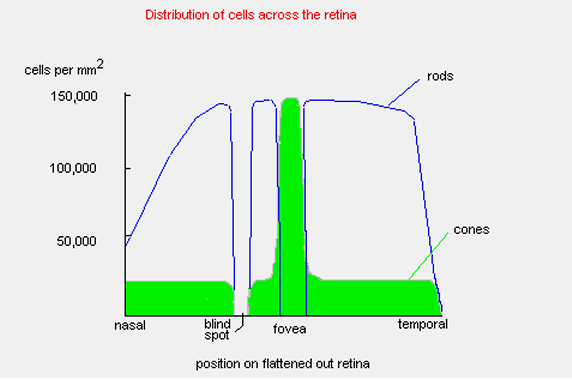 Distribution of cells across the retina
cells per mm2
rods
150,000
100,000
cones
50,000
nasal
blind
spot
fovea
temporal
position on flattened out retina